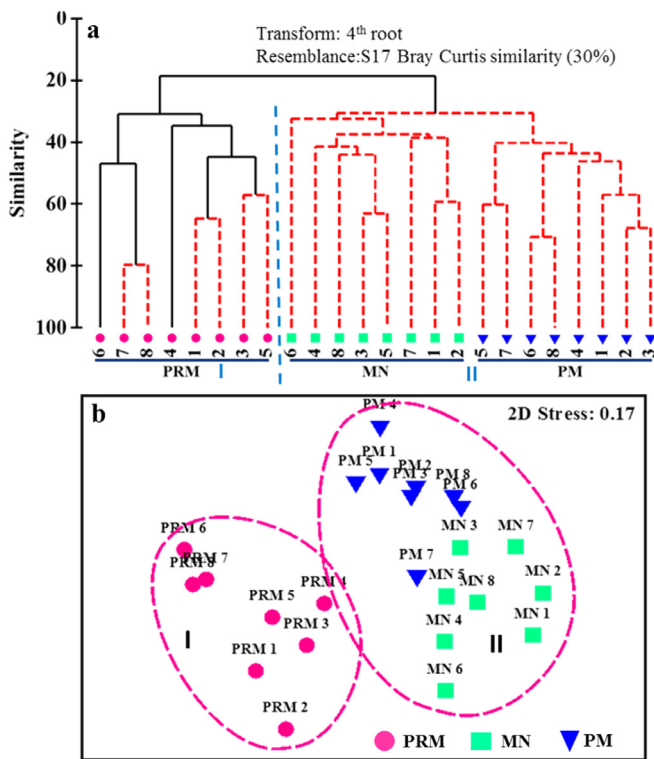 a
Transform: 4th root
Resemblance:S17 Bray Curtis similarity (30%)
Similarity
0
20
40
60
80
100
6 7 8 4 1 2 3 5 6 4 8 3 5 7 1 2 5 7 6 8 4 1 2 3
PRM I MN II PM
b
2D Stress: 0.17
PM 4
PM 1
PM 5 PM 2 PM 8
PM 3 PM 6
MN 3 MN 7
PRM 6
PRM 7
PRM 8
PM 7
PRM 5 PRM 4 MN 5 MN 8 MN 2
I PRM 3 MN 4 II MN 1
PRM 1
MN 6
PRM 2
PRM MN PM